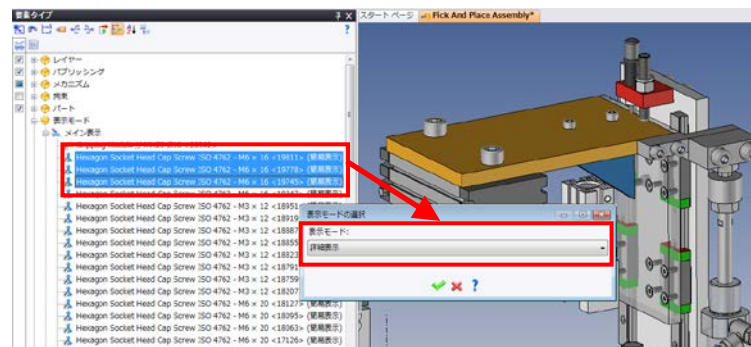 要素タイプ
スタート ページ
Pick And Place Assembly*
レイヤー
パブリッシング
メカニズム
拘束
パート
表示モード
メイン表示
Hexagon Socket Head Cap Screw ISO 4762 - M6 × 16 <19811> (簡易表示)
Hexagon Socket Head Cap Screw ISO 4762 - M6 × 16 <19778> (簡易表示)
Hexagon Socket Head Cap Screw ISO 4762 - M6 × 16 <19745> (簡易表示)
Hexagon Socket Head Cap Screw ISO 4762 - M3 × 12 <18951
Hexagon Socket Head Cap Screw ISO 4762 - M3 × 12 <18919
Hexagon Socket Head Cap Screw ISO 4762 - M3 × 12 <18887
Hexagon Socket Head Cap Screw ISO 4762 - M3 × 12 <18855
Hexagon Socket Head Cap Screw ISO 4762 - M3 × 12 <18823
Hexagon Socket Head Cap Screw ISO 4762 - M3 × 12 <18791
Hexagon Socket Head Cap Screw ISO 4762 - M3 × 12 <18759
Hexagon Socket Head Cap Screw ISO 4762 - M3 × 12 <18207
Hexagon Socket Head Cap Screw ISO 4762 - M6 × 20 <18127> (簡易表示)
Hexagon Socket Head Cap Screw ISO 4762 - M6 × 20 <18095> (簡易表示)
Hexagon Socket Head Cap Screw ISO 4762 - M6 × 20 <18063> (簡易表示)
Hexagon Socket Head Cap Screw ISO 4762 - M6 × 20 <17126> (簡易表示)
表示モードの選択
表示モード:
詳細表示